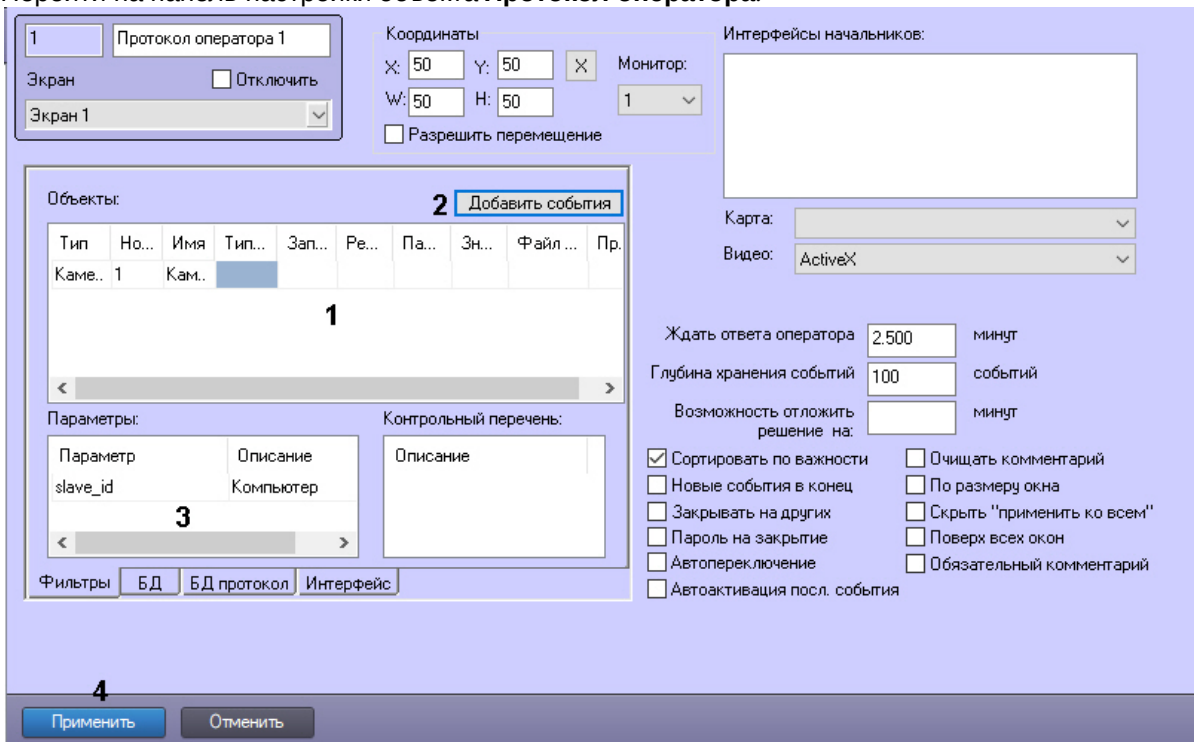 Перейти на панель настройки объекта Протокол оператора.
1 Протокол оператора 1
Экран Отключить
Экран 1
Координаты
X: 50 Y: 50 X
W: 50 H: 50
Разрешить перемещение
Монитор:
1
Интерфейсы начальников:
Карта:
Видео: ActiveX
Объекты: 2 Добавить события
Тип Но... Имя Тип... Зап... Ре... Па... Зн... Файл ... Пр.
Каме.. 1 Кам..
1
Параметры:
Параметр Описание
slave_id Компьютер
3
Контрольный перечень:
Описание
Фильтры БД БД протокол Интерфейс
Ждать ответа оператора 2.500 минут
Глубина хранения событий 100 событий
Возможность отложить
решение на: минут
Сортировать по важности Очищать комментарий
Новые события в конец По размеру окна
Закрывать на других Скрыть "применить ко всем"
Пароль на закрытие Поверх всех окон
Автопереключение Обязательный комментарий
Автоактивация посл. события
4
Применить Отменить